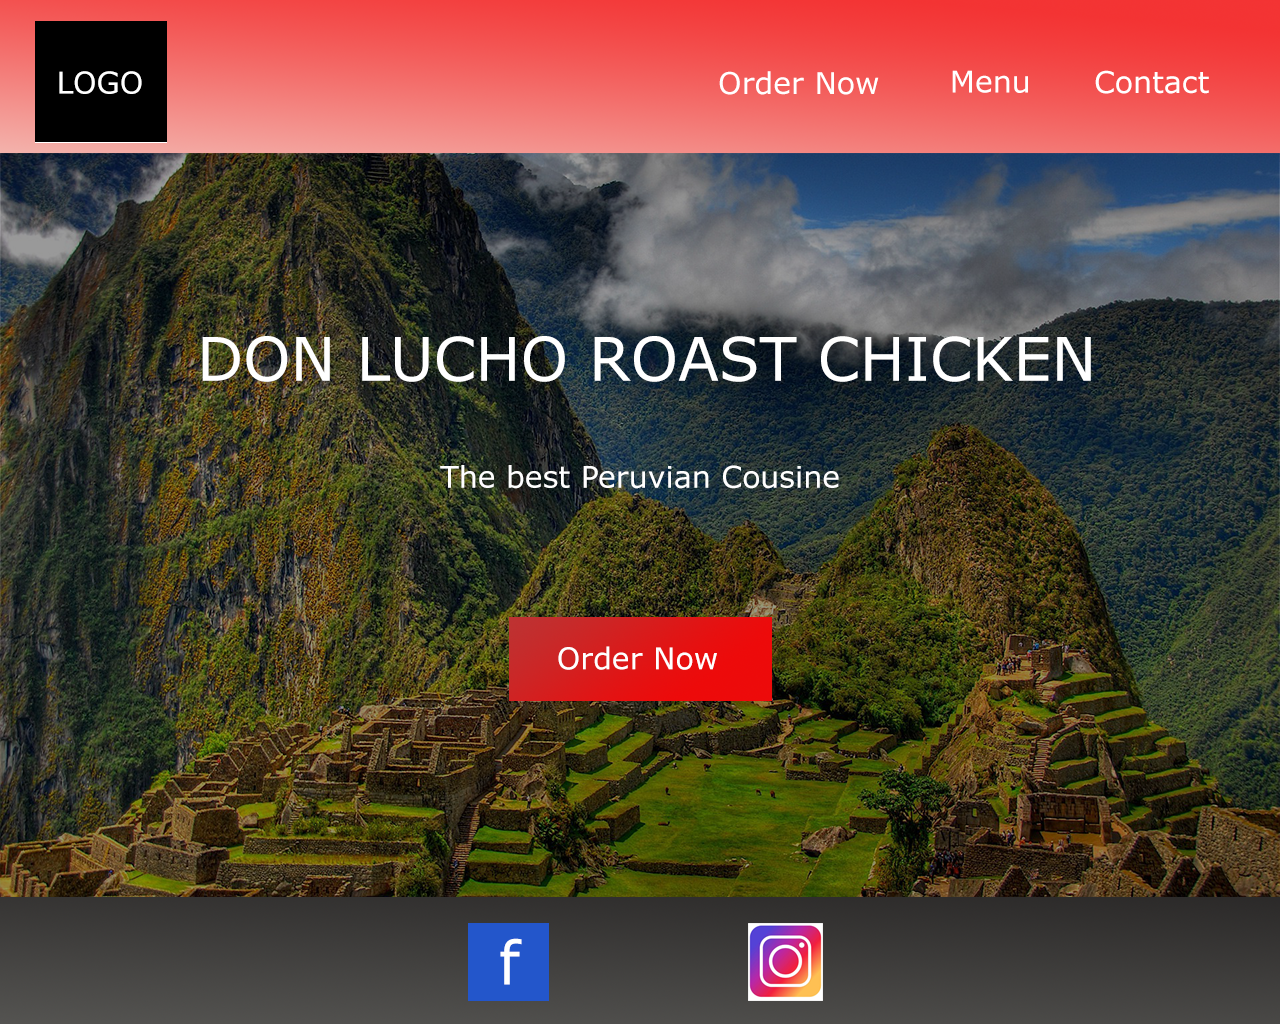 LOGO
Order Now
Menu
Contact
DON LUCHO ROAST CHICKEN
The best Peruvian Cousine
Order Now
f